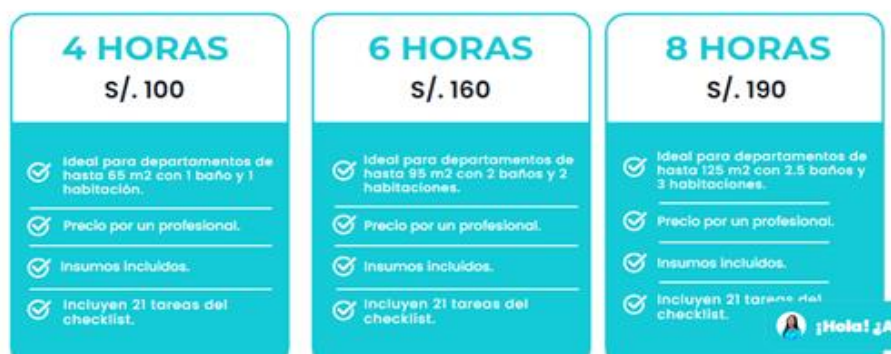 4 HORAS
S/. 100
Ideal para departamentos de
hasta 65 m2 con 1 baño y 1
habitación.
Precio por un profesional.
Insumos incluidos.
Incluyen 21 tareas del
checklist.
6 HORAS
S/. 160
Ideal para departamentos de
hasta 95 m2 con 2 baños y 2
habitaciones.
Precio por un profesional.
Insumos incluidos.
Incluyen 21 tareas del
checklist.
8 HORAS
S/. 190
Ideal para departamentos de
hasta 125 m2 con 2.5 baños y
3 habitaciones.
Precio por un profesional.
Insumos incluidos.
Incluyen 21 tareas del
checklist.
¡Hola! ¿A